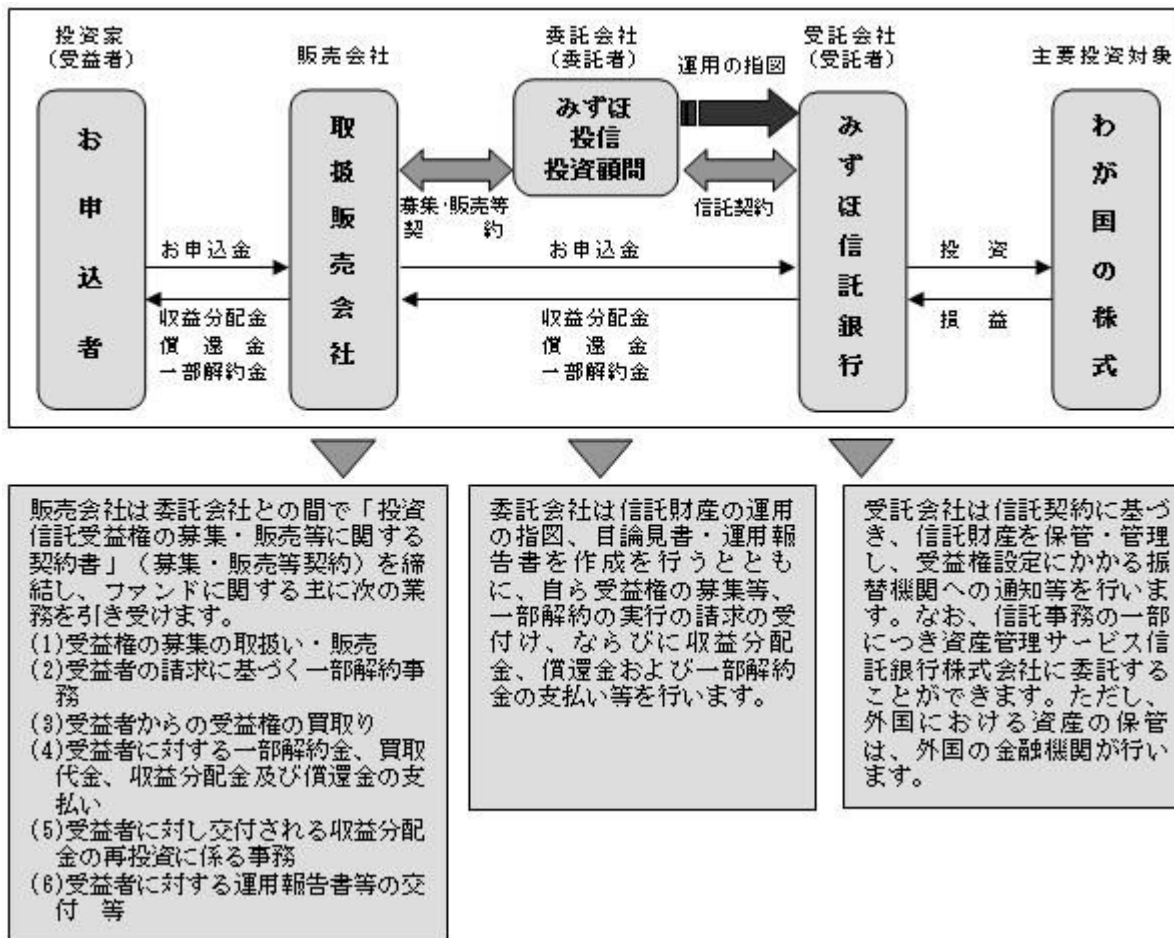 投資家
(受益者)
販売会社
委託会社
(委託者)
受託会社
(受託者)
主要投資対象
運用の指図
お申込者
取扱販売会社
みずほ
投信
投資顧問
みずほ信託銀行
わが国の株式
募集・販売等
契 約
信託契約
お申込金
お申込金
投 資
収益分配金
償 還 金
一部解約金
収益分配金
償 還 金
一部解約金
損 益
販売会社は委託会社との間で「投資
信託受益権の募集・販売等に関する
契約書」(募集・販売等契約)を締
結し、ファンドに関する主に次の業
務を引き受けます。
(1)受益権の募集の取扱い・販売
(2)受益者の請求に基づく一部解約事
務
(3)受益者からの受益権の買取り
(4)受益者に対する一部解約金、買取
代金、収益分配金及び償還金の支
払い
(5)受益者に対し交付される収益分配
金の再投資に係る事務
(6)受益者に対する運用報告書等の交
付 等
委託会社は信託財産の運用
の指図、目論見書・運用報
告書を作成を行うととも
に、自ら受益権の募集等、
一部解約の実行の請求の受
付け、ならびに収益分配
金、償還金および一部解約
金の支払い等を行います。
受託会社は信託契約に基づ
き、信託財産を保管・管理
し、受益権設定にかかる振
替機関への通知等を行いま
す。なお、信託事務の一部
につき資産管理サービス信
託銀行株式会社に委託する
ことができます。ただし、
外国における資産の保管
は、外国の金融機関が行い
ます。